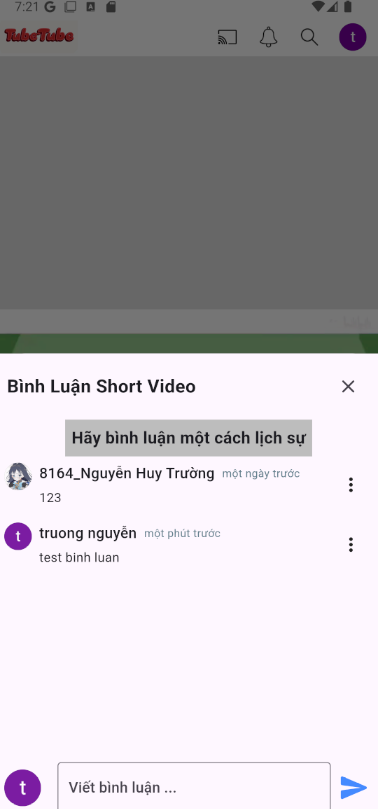 7:21 G A
TubeTube
t
Bình Luận Short Video
Hãy bình luận một cách lịch sự
8164_Nguyễn Huy Trường một ngày trước
123
t truong nguyễn một phút trước
test binh luan
t Viết bình luận ...